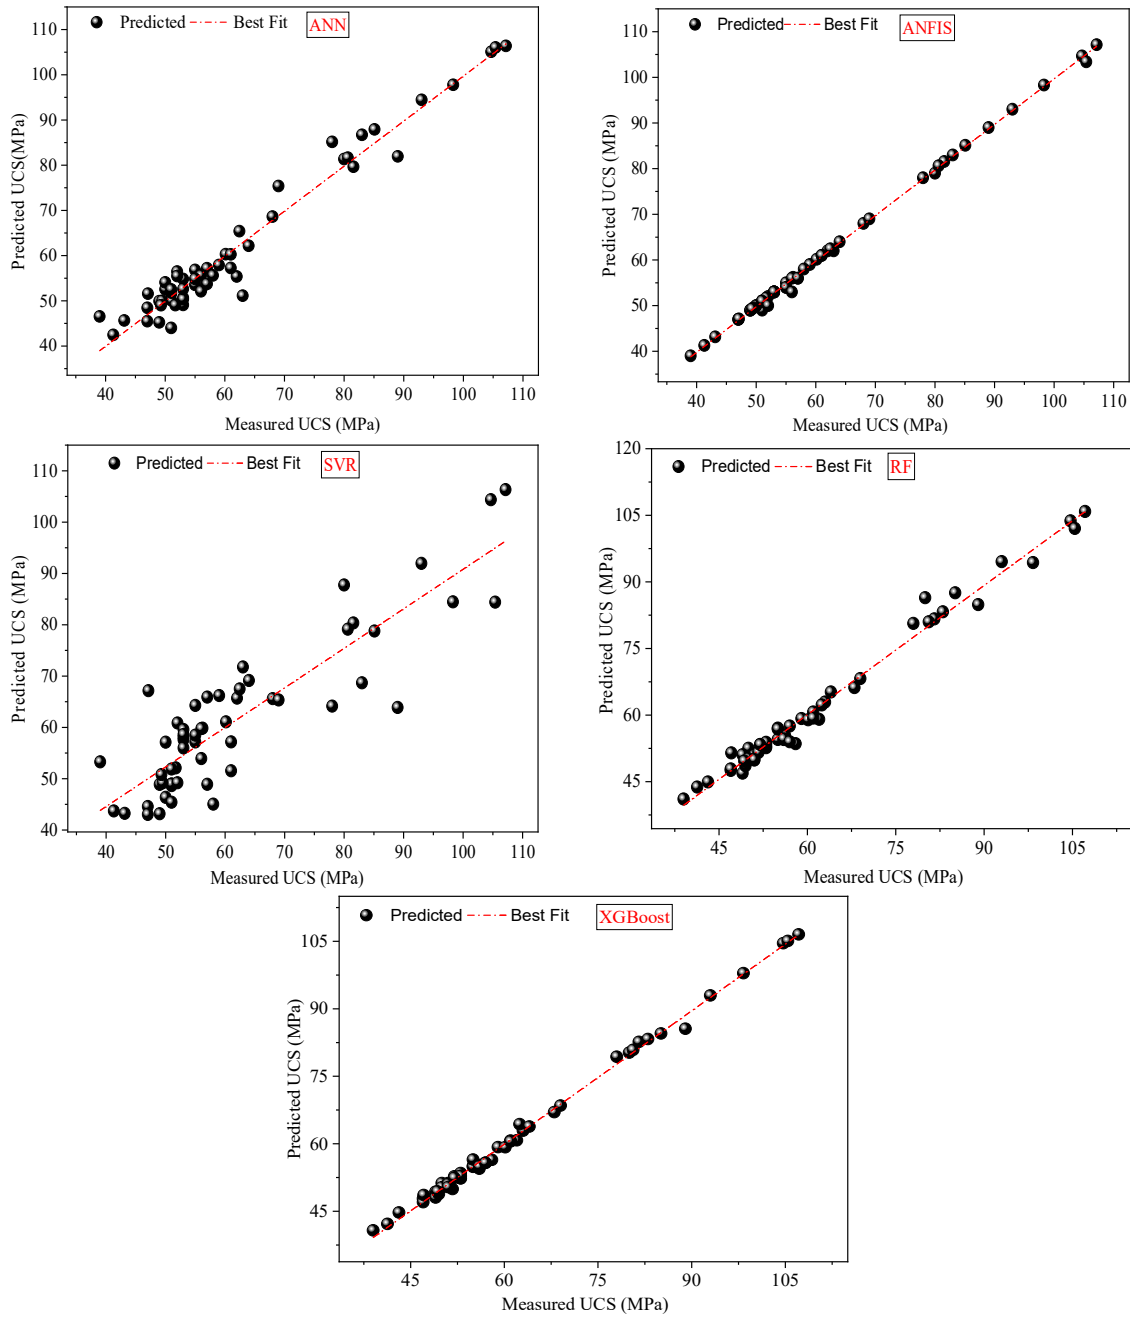 Predicted Best Fit ANN
110
100
90
80
70
60
50
40
Predicted UCS(MPa)
40 50 60 70 80 90 100 110
Measured UCS (MPa)
Predicted Best Fit ANFIS
110
100
90
80
70
60
50
40
Predicted UCS (MPa)
40 50 60 70 80 90 100 110
Measured UCS (MPa)
Predicted Best Fit SVR
110
100
90
80
70
60
50
40
Predicted UCS (MPa)
40 50 60 70 80 90 100 110
Measured UCS (MPa)
Predicted Best Fit RF
120
105
90
75
60
45
Predicted UCS (MPa)
45 60 75 90 105
Measured UCS (MPa)
Predicted Best Fit XGBoost
105
90
75
60
45
Predicted UCS (MPa)
45 60 75 90 105
Measured UCS (MPa)